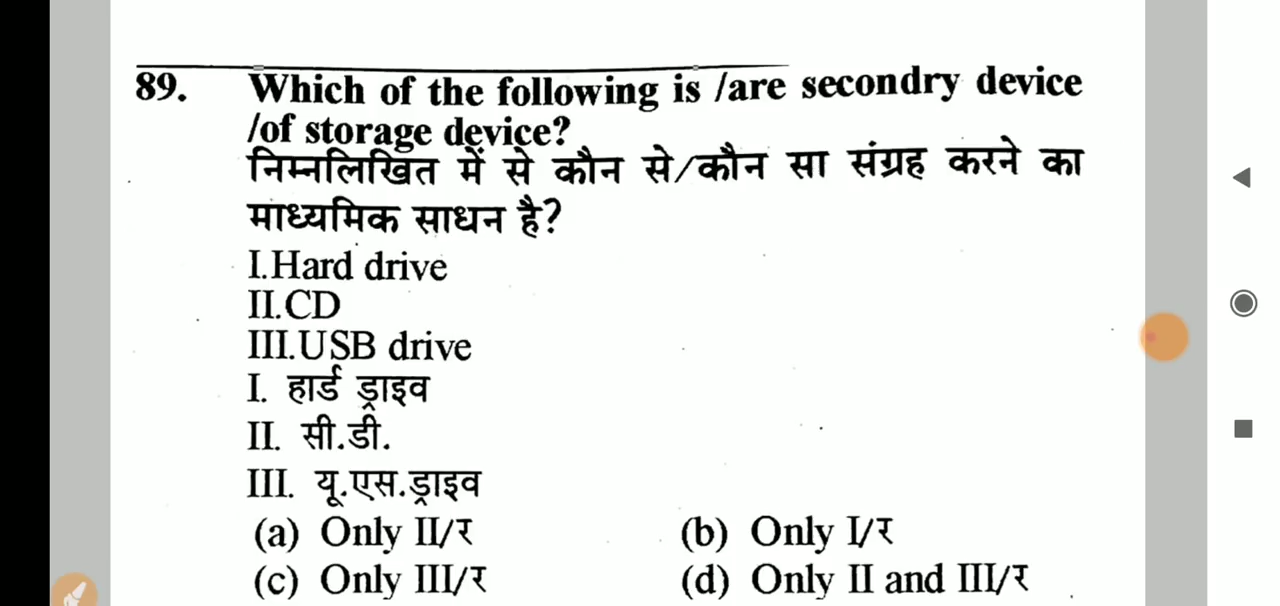 89. Which of the following is /are secondry device
/of storage device?
निम्नलिखित में से कौन से/कौन सा संग्रह करने का
माध्यमिक साधन है?
I.Hard drive
II.CD
III.USB drive
I. हार्ड ड्राइव
II. सी.डी.
III. यू.एस.ड्राइव
(a) Only II/र (b) Only I/र
(c) Only III/र (d) Only II and III/र